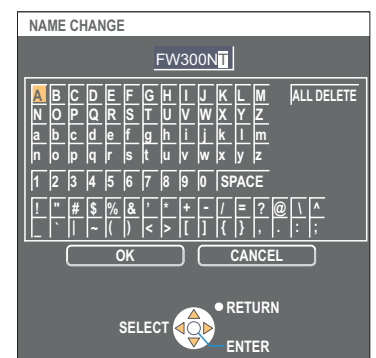 NAME CHANGE
FW300NT
A B C D E F G H I J K L M ALL DELETE
N O P Q R S T U V W X Y Z
a b c d e f g h i j k l m
n o p q r s t u v w x y z
1 2 3 4 5 6 7 8 9 0 SPACE
! " # $ % & ' * + - / = ? @ \ ^
_ ` | ~ ( ) < > [ ] { } , . : ;
OK CANCEL
RETURN
SELECT
ENTER